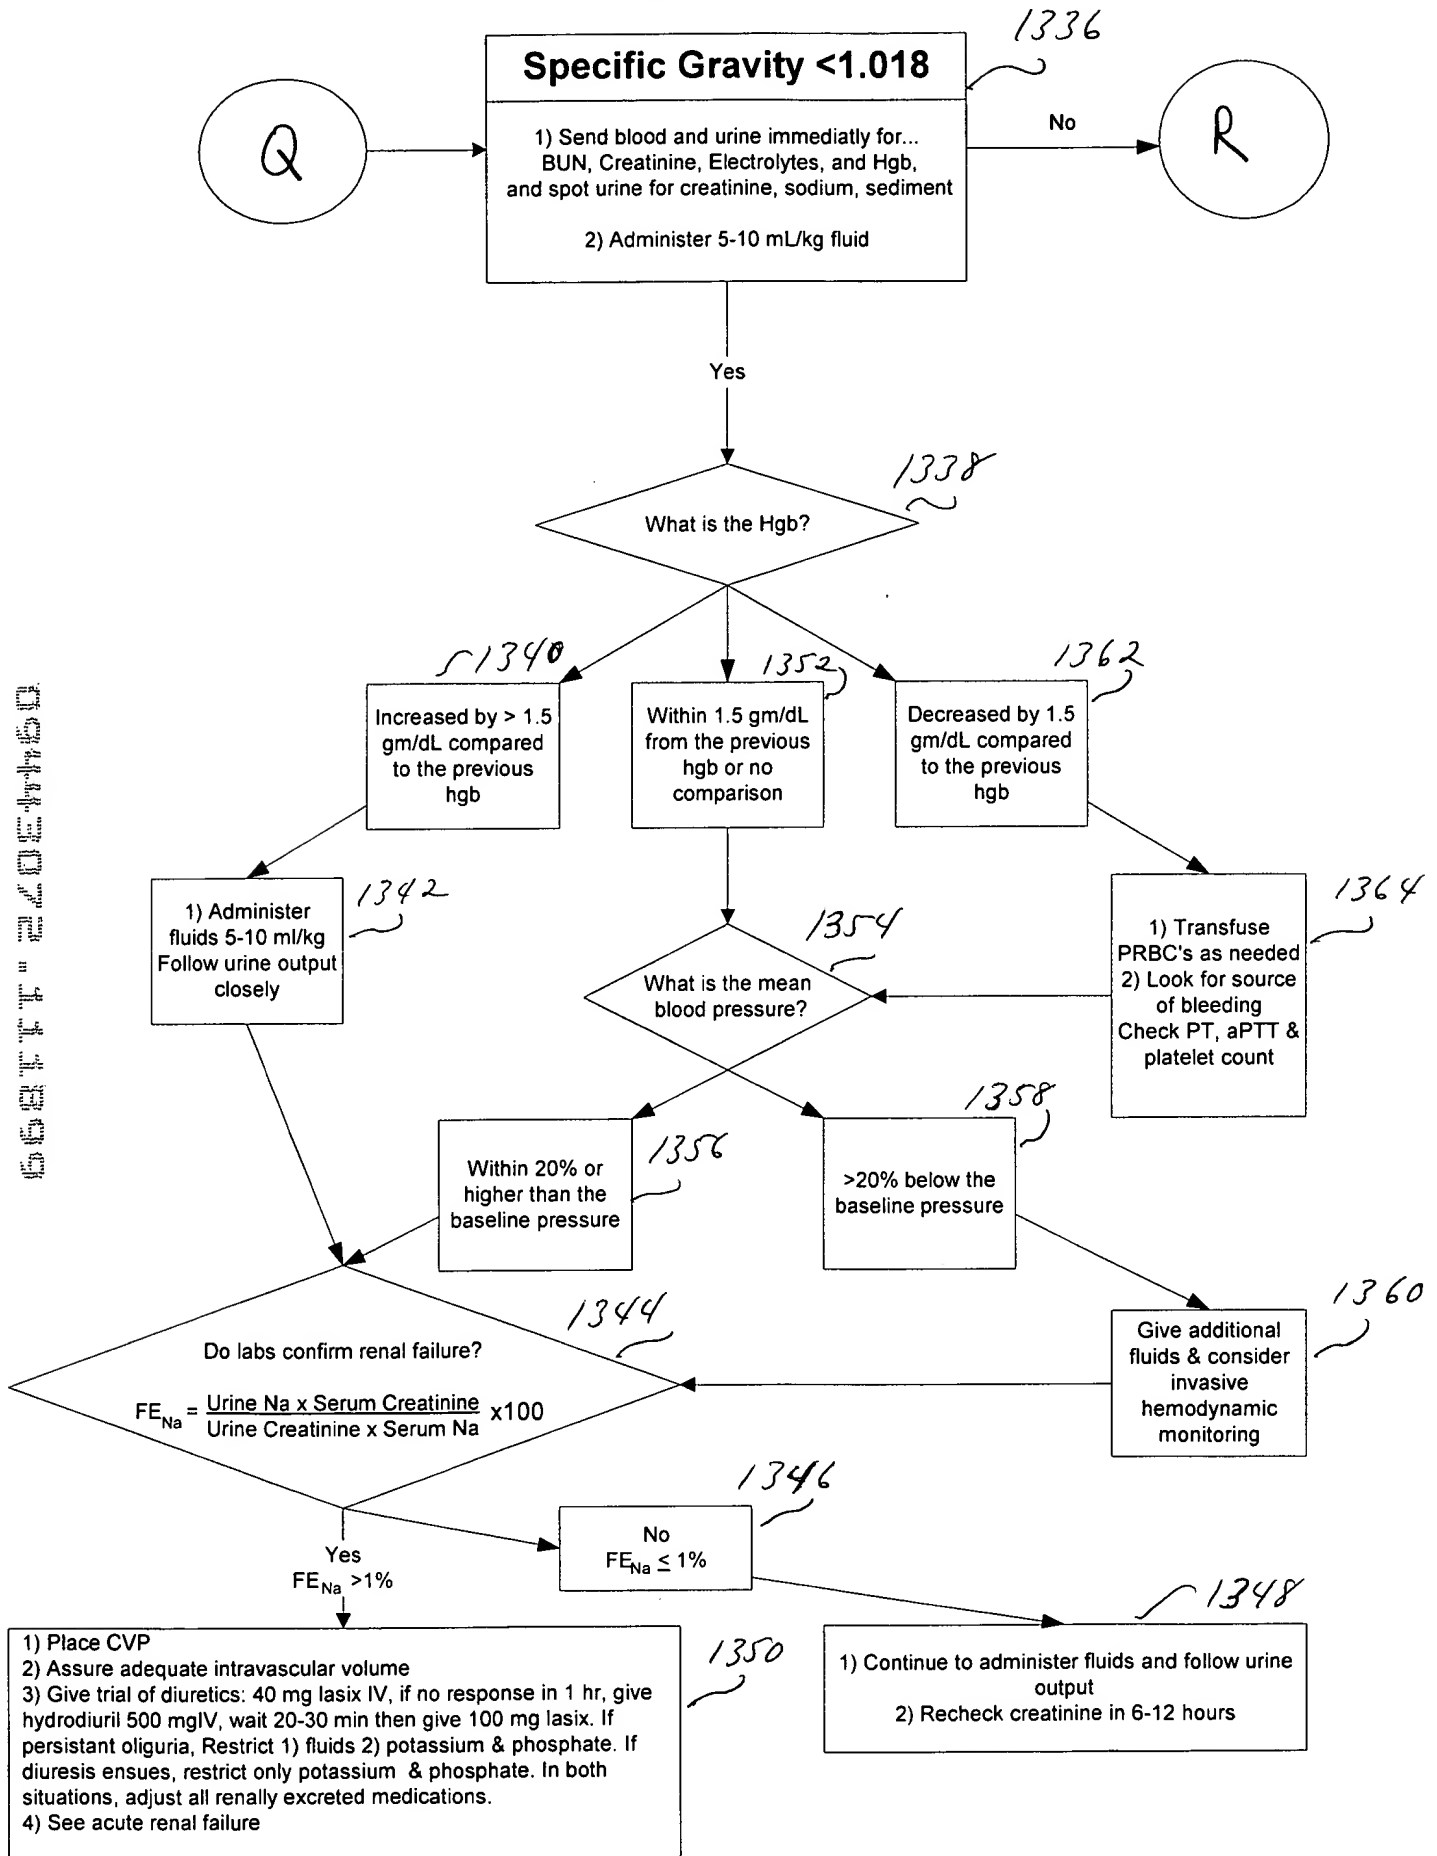 1336
Specific Gravity <1.018
Q
1) Send blood and urine immediatly for...
BUN, Creatinine, Electrolytes, and Hgb,
and spot urine for creatinine, sodium, sediment
2) Administer 5-10 mL/kg fluid
No
R
Yes
1338
What is the Hgb?
1340
Increased by > 1.5
gm/dL compared
to the previous
hgb
1352
Within 1.5 gm/dL
from the previous
hgb or no
comparison
1362
Decreased by 1.5
gm/dL compared
to the previous
hgb
1342
1) Administer
fluids 5-10 ml/kg
Follow urine output
closely
1354
What is the mean
blood pressure?
1364
1) Transfuse
PRBC's as needed
2) Look for source
of bleeding
Check PT, aPTT &
platelet count
1356
Within 20% or
higher than the
baseline pressure
1358
>20% below the
baseline pressure
1344
Do labs confirm renal failure?
FENa = Urine Na x Serum Creatinine x100
Urine Creatinine x Serum Na
1360
Give additional
fluids & consider
invasive
hemodynamic
monitoring
Yes
FENa >1%
1346
No
FENa ≤ 1%
1348
1) Continue to administer fluids and follow urine
output
2) Recheck creatinine in 6-12 hours
1350
1) Place CVP
2) Assure adequate intravascular volume
3) Give trial of diuretics: 40 mg lasix IV, if no response in 1 hr, give
hydrodiuril 500 mgIV, wait 20-30 min then give 100 mg lasix. If
persistant oliguria, Restrict 1) fluids 2) potassium & phosphate. If
diuresis ensues, restrict only potassium & phosphate. In both
situations, adjust all renally excreted medications.
4) See acute renal failure
09443072.111899